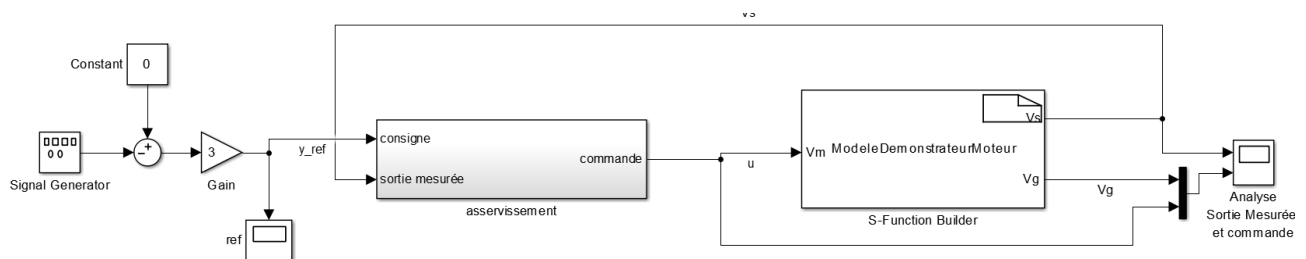 Vs
Constant
0
Signal Generator
-+
3
Gain
ref
y_ref
consigne
sortie mesurée
commande
asservissement
u
Vm
ModeleDemonstrateurMoteur
Vs
Vg
S-Function Builder
Vg
Analyse
Sortie Mesurée
et commande